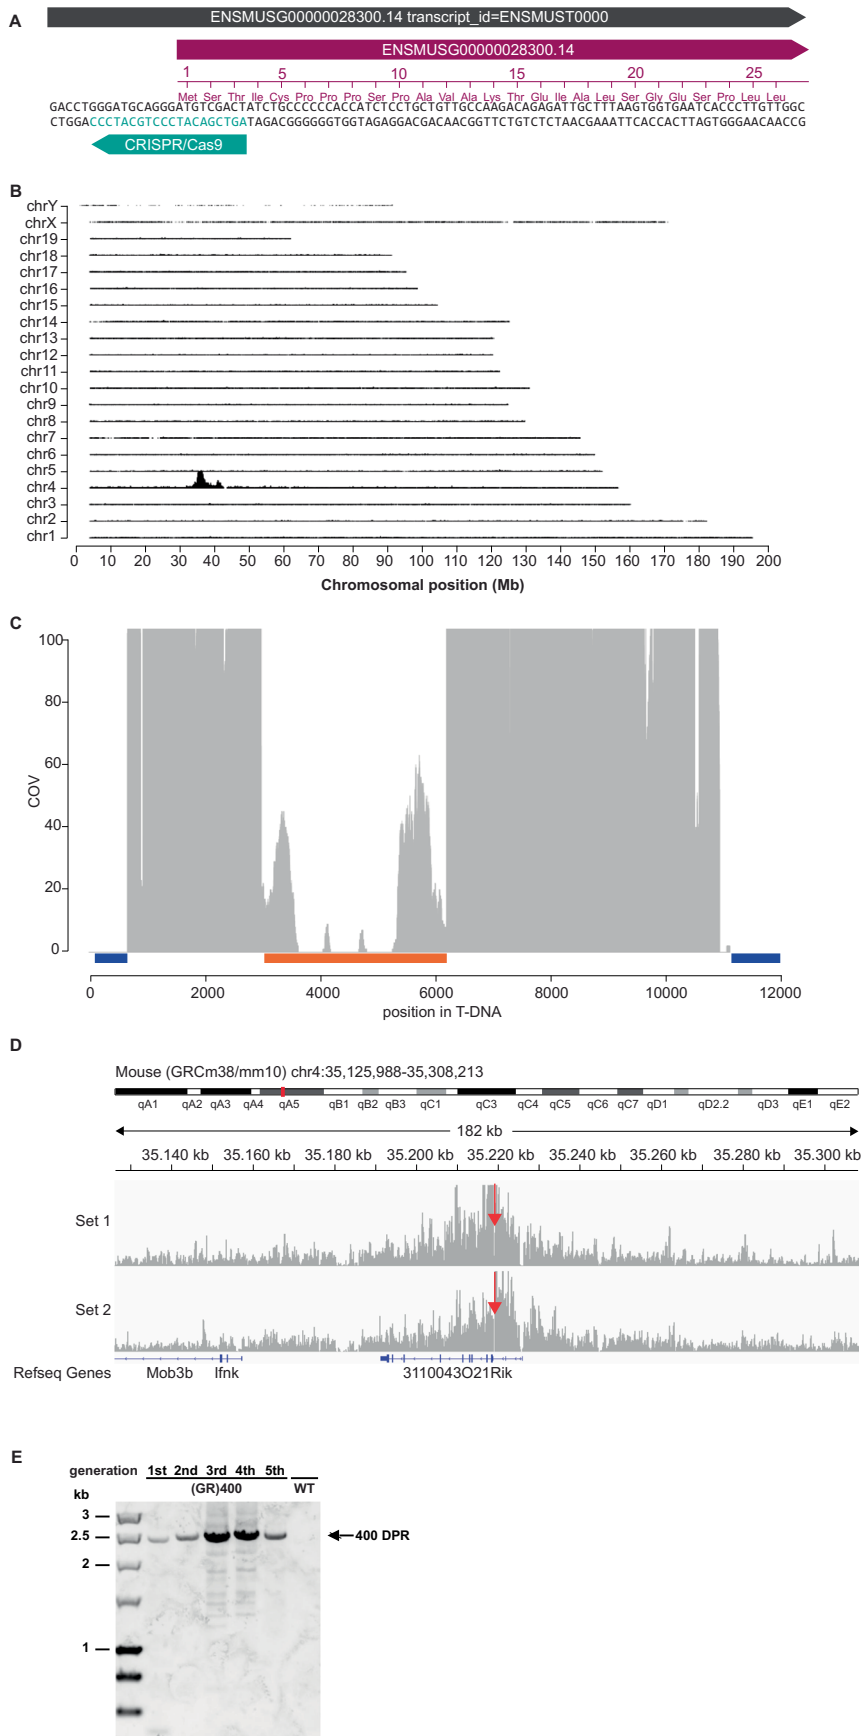 A
ENSMUSG00000028300.14 transcript_id=ENSMUST0000
ENSMUSG00000028300.14
1 5 10 15 20 25
Met Ser Thr Ile Cys Pro Pro Pro Ser Pro Ala Val Ala Lys Thr Glu Ile Ala Leu Ser Gly Glu Ser Pro Leu Leu
GACCTGGGATGCAGGGATGTCGACTATCTGCCCCCCACCATCTCCTGCTGTTGCCAAGACAGAGATTGCTTTAAGTGGTGAATCACCCTTGTTGGC
CTGGACCCTACGTCCCTACAGCTGATAGACGGGGGGTGGTAGAGGACGACAACGGTTCTGTCTCTAACGAAATTCACCACTTAGTGGGAACAACCG
CRISPR/Cas9
B
chrY
chrX
chr19
chr18
chr17
chr16
chr15
chr14
chr13
chr12
chr11
chr10
chr9
chr8
chr7
chr6
chr5
chr4
chr3
chr2
chr1
0 10 20 30 40 50 60 70 80 90 100 110 120 130 140 150 160 170 180 190 200
Chromosomal position (Mb)
C
100
80
60
40
20
0
COV
0 2000 4000 6000 8000 10000 12000
position in T-DNA
D
Mouse (GRCm38/mm10) chr4:35,125,988-35,308,213
qA1 qA2 qA3 qA4 qA5 qB1 qB2 qB3 qC1 qC3 qC4 qC5 qC6 qC7 qD1 qD2.2 qD3 qE1 qE2
182 kb
35.140 kb 35.160 kb 35.180 kb 35.200 kb 35.220 kb 35.240 kb 35.260 kb 35.280 kb 35.300 kb
Set 1
Set 2
Refseq Genes Mob3b Ifnk 3110043O21Rik
E
generation 1st 2nd 3rd 4th 5th
(GR)400 WT
kb
3
2.5
2
1
400 DPR